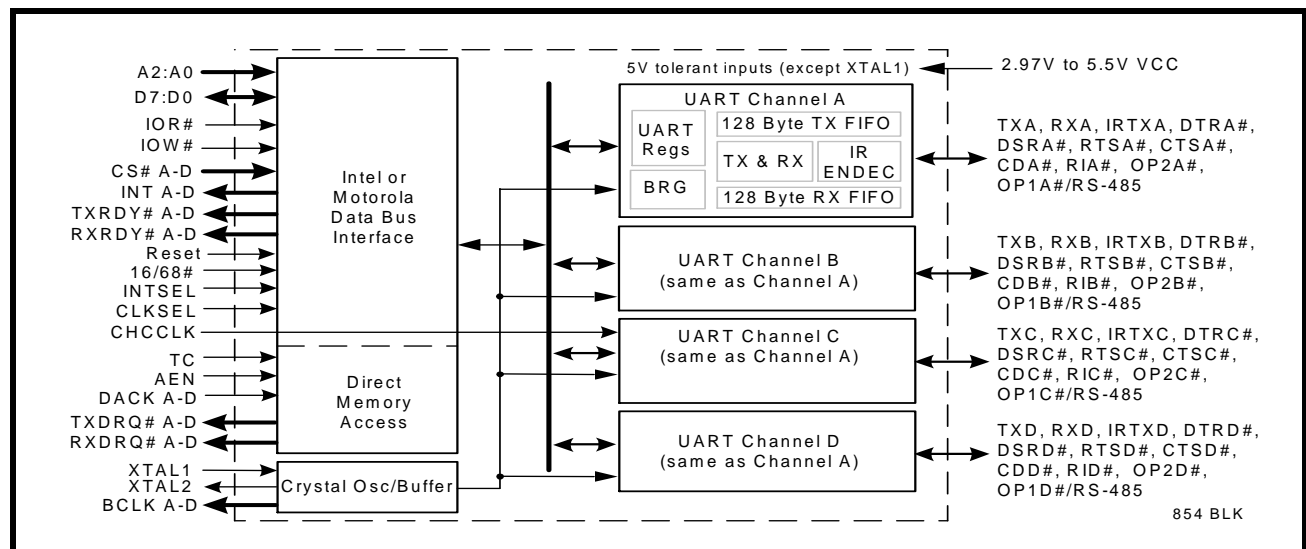 A2:A0
D7:D0
IOR#
IOW#
CS# A-D
INT A-D
TXRDY# A-D
RXRDY# A-D
Reset
16/68#
INTSEL
CLKSEL
CHCCLK
TC
AEN
DACK A-D
TXDRQ# A-D
RXDRQ# A-D
XTAL1
XTAL2
BCLK A-D
Intel or
Motorola
Data Bus
Interface
Direct
Memory
Access
Crystal Osc/Buffer
5V tolerant inputs (except XTAL1)
2.97V to 5.5V VCC
UART Channel A
UART
Regs
BRG
128 Byte TX FIFO
TX & RX
IR
ENDEC
128 Byte RX FIFO
TXA, RXA, IRTXA, DTRA#,
DSRA#, RTSA#, CTSA#,
CDA#, RIA#, OP2A#,
OP1A#/RS-485
UART Channel B
(same as Channel A)
TXB, RXB, IRTXB, DTRB#,
DSRB#, RTSB#, CTSB#,
CDB#, RIB#, OP2B#,
OP1B#/RS-485
UART Channel C
(same as Channel A)
TXC, RXC, IRTXC, DTRC#,
DSRC#, RTSC#, CTSC#,
CDC#, RIC#, OP2C#,
OP1C#/RS-485
UART Channel D
(same as Channel A)
TXD, RXD, IRTXD, DTRD#,
DSRD#, RTSD#, CTSD#,
CDD#, RID#, OP2D#,
OP1D#/RS-485
854 BLK